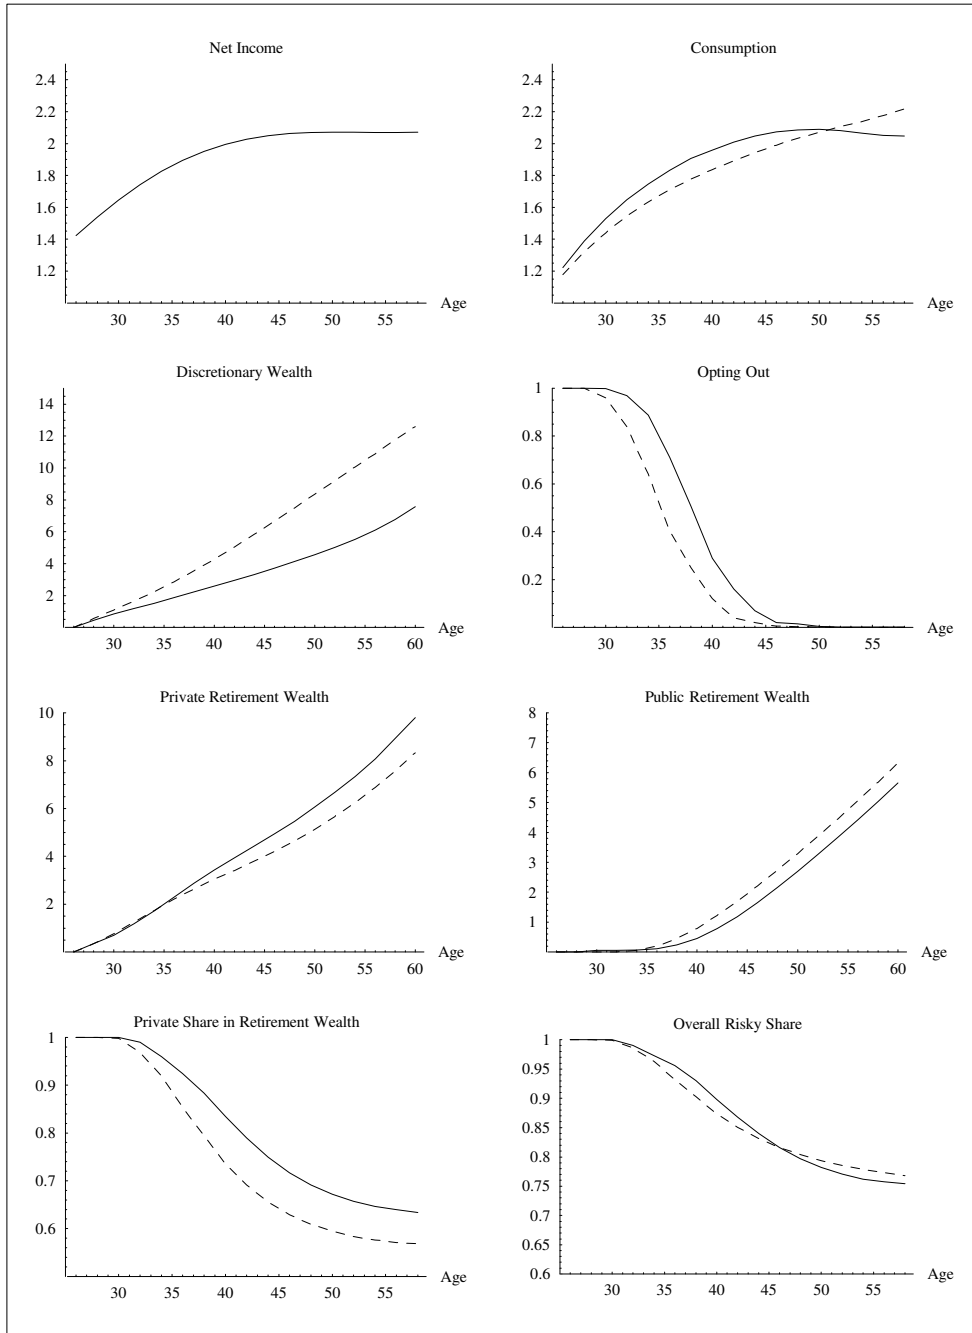 Net Income
2.4
2.2
2
1.8
1.6
1.4
1.2
30 35 40 45 50 55
Age
Consumption
2.4
2.2
2
1.8
1.6
1.4
1.2
30 35 40 45 50 55
Age
Discretionary Wealth
14
12
10
8
6
4
2
30 35 40 45 50 55 60
Age
Opting Out
1
0.8
0.6
0.4
0.2
30 35 40 45 50 55
Age
Private Retirement Wealth
10
8
6
4
2
30 35 40 45 50 55 60
Age
Public Retirement Wealth
8
7
6
5
4
3
2
1
30 35 40 45 50 55 60
Age
Private Share in Retirement Wealth
1
0.9
0.8
0.7
0.6
30 35 40 45 50 55
Age
Overall Risky Share
1
0.95
0.9
0.85
0.8
0.75
0.7
0.65
0.6
30 35 40 45 50 55
Age